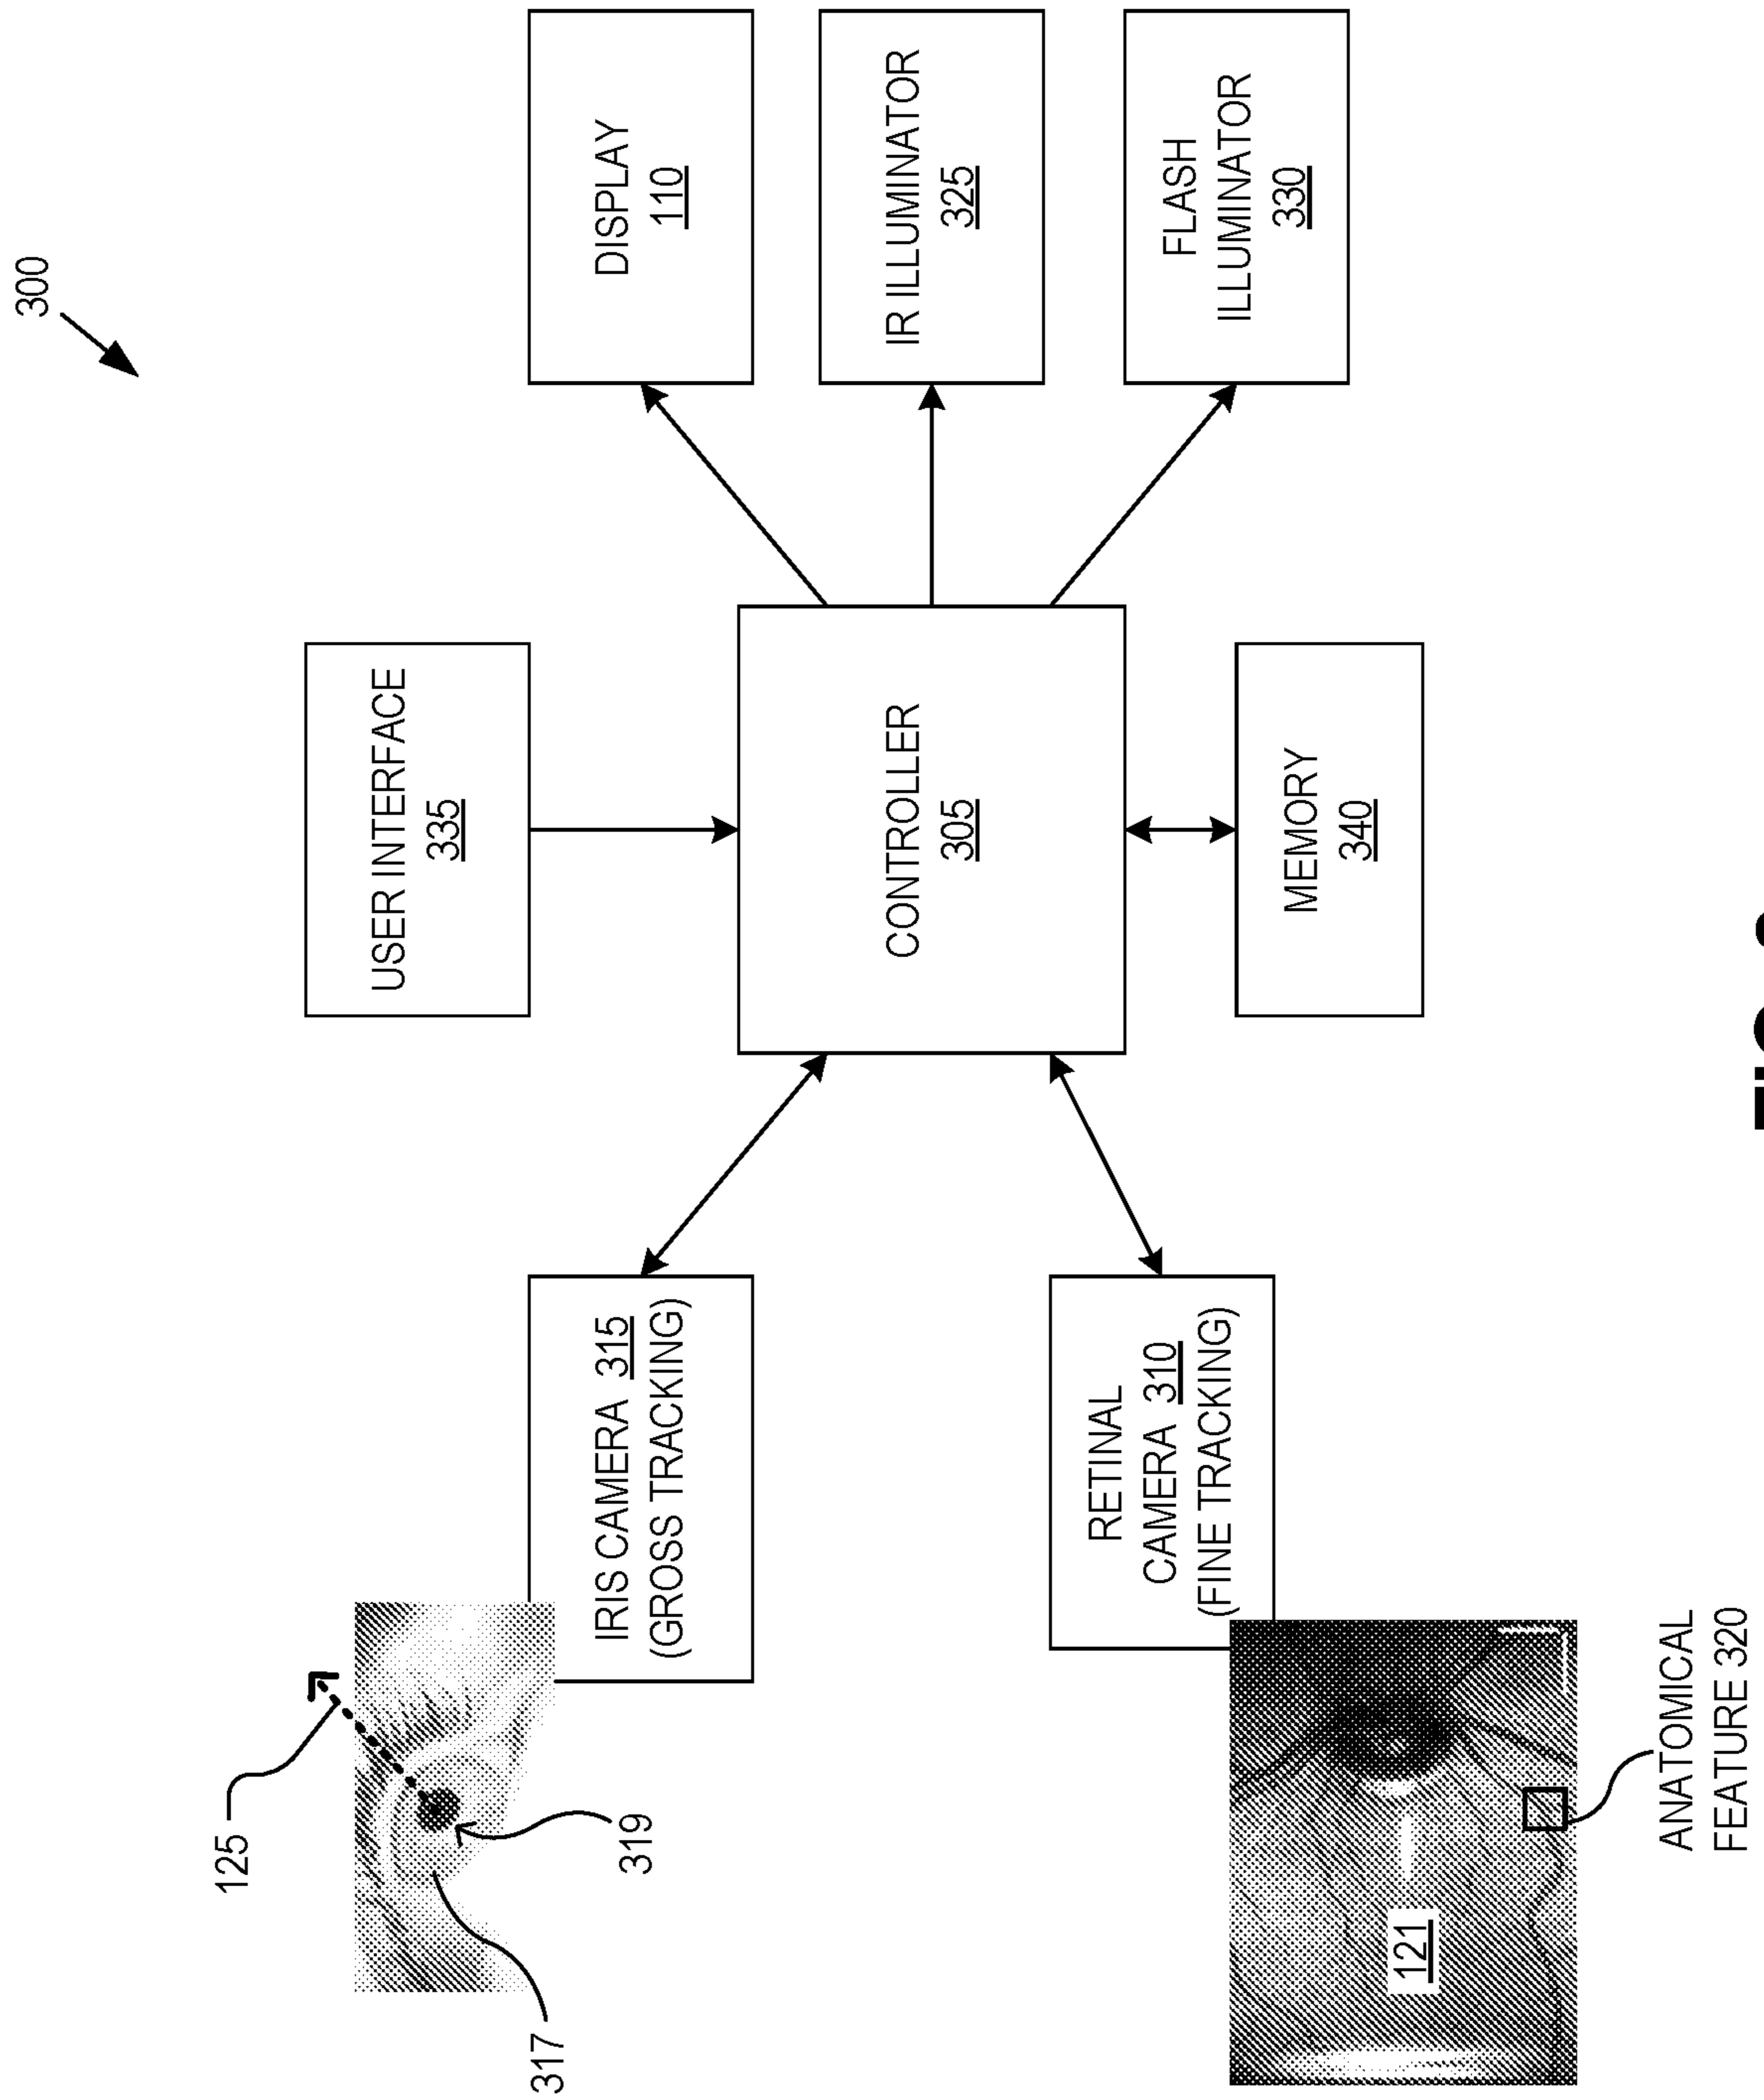 300
125
USER INTERFACE
335
317
319
IRIS CAMERA 315
(GROSS TRACKING)
DISPLAY
110
CONTROLLER
305
IR ILLUMINATOR
325
RETINAL
CAMERA 310
(FINE TRACKING)
FLASH
ILLUMINATOR
330
MEMORY
340
121
ANATOMICAL
FEATURE 320